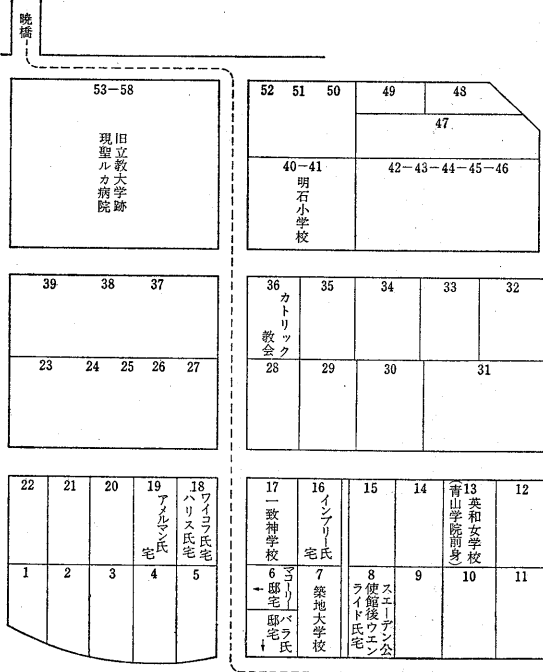 暁橋
53-58
旧立教大学跡
現聖ルカ病院
52 51 50
49
48
47
40-41
明石小学校
42-43-44-45-46
39 38 37
23 24 25 26 27
36
カトリック
教会
35
34
33
32
28
29
30
31
22
21
20
19
アメルマン氏
宅
18
ワイコフ氏宅
ハリス氏宅
1
2
3
4
5
17
一致神学校
16
インブリー氏
宅
15
14
13
英和女学校
(青山学院前身)
12
6
マコーリー
邸宅
←
バラ氏
邸宅
↓
7
築地大学校
8
スエーデン公
使館後ウエン
ライド氏宅
9
10
11